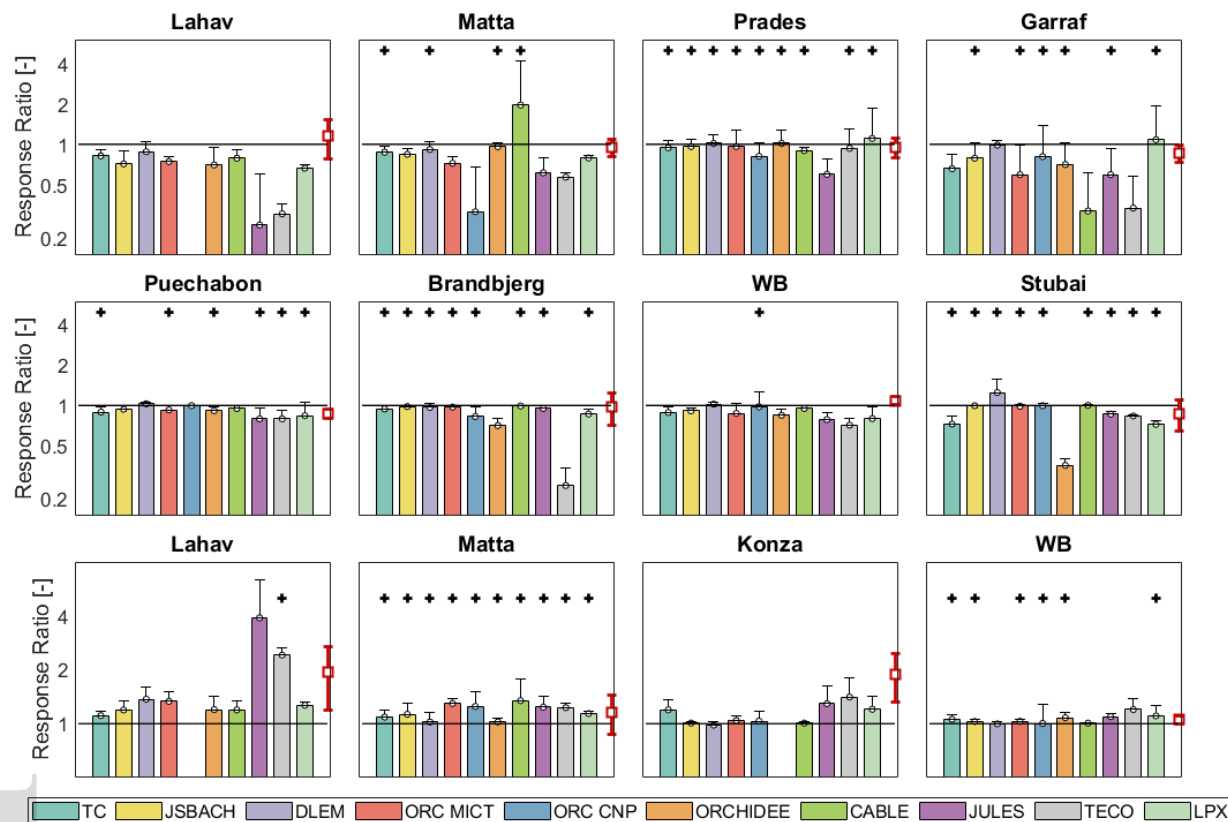 Lahav Matta Prades Garraf
Response Ratio [-]
4
2
1
0.5
0.2
Puechabon Brandbjerg WB Stubai
Response Ratio [-]
4
2
1
0.5
0.2
Lahav Matta Konza WB
Response Ratio [-]
4
2
1
TC JSBACH DLEM ORC MICT ORC CNP ORCHIDEE CABLE JULES TECO LPX